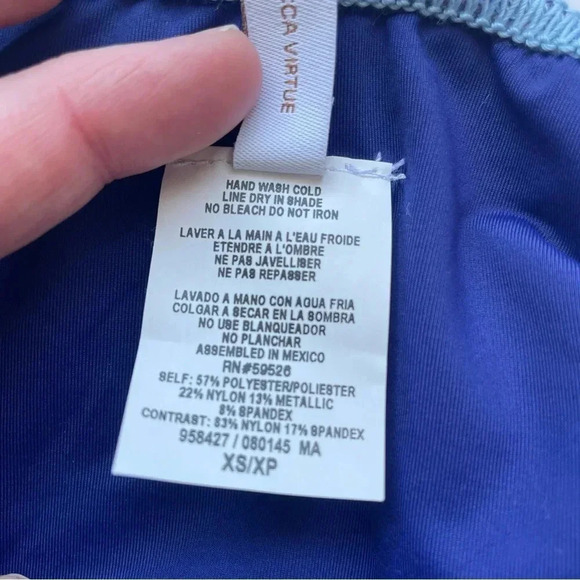 CCA VIRTUE
HAND WASH COLD
LINE DRY IN SHADE
NO BLEACH DO NOT IRON
LAVER A LA MAIN A L'EAU FROIDE
ETENDRE A L'OMBRE
NE PAS JAVELLISER
NE PAS REPASSER
LAVADO A MANO CON AQUA FRIA
COLGAR A SECAR EN LA SOMBRA
NO USE BLANQUEADOR
NO PLANCHAR
ASSEMBLED IN MEXICO
RN#59526
SELF: 57% POLYESTER/POLIESTER
22% NYLON 13% METALLIC
8% SPANDEX
CONTRAST: 83% NYLON 17% SPANDEX
958427 / 080145 MA
XS/XP